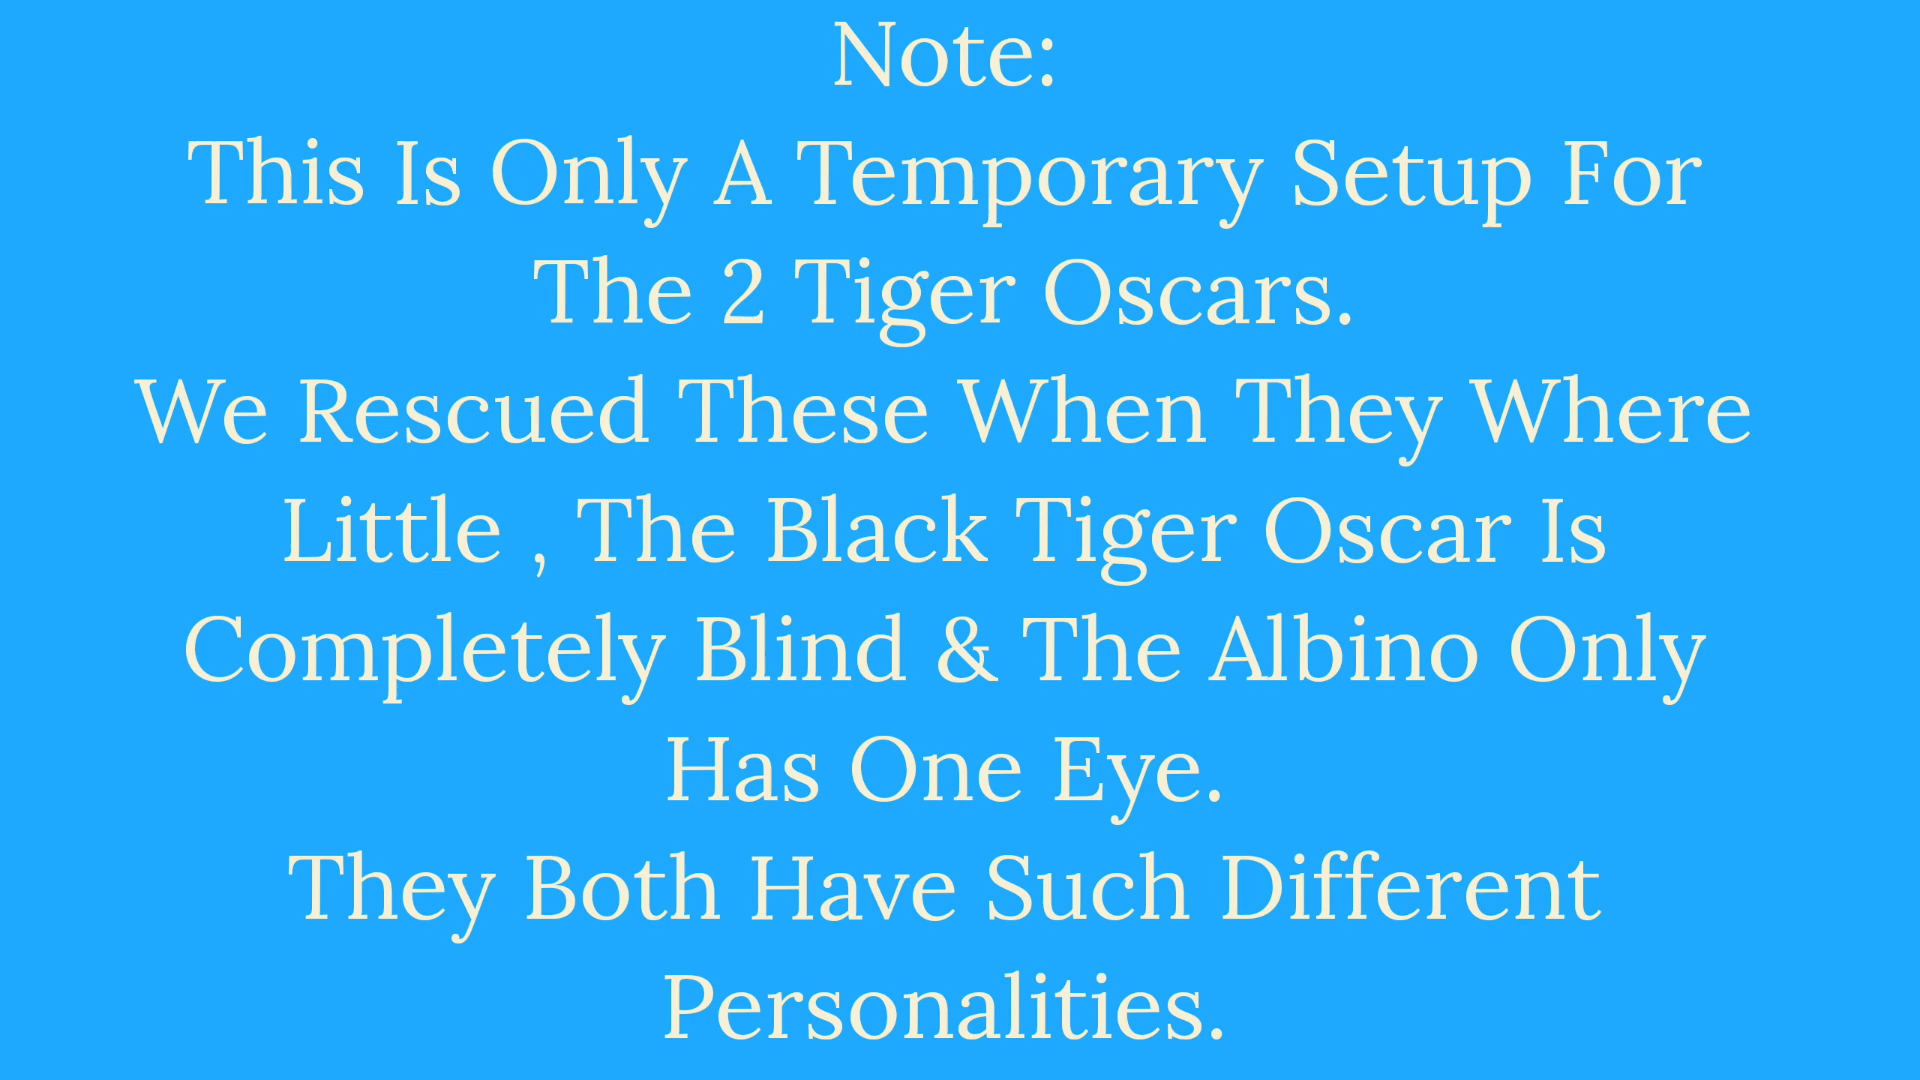 Note:
This Is Only A Temporary Setup For
The 2 Tiger Oscars.
We Rescued These When They Where
Little , The Black Tiger Oscar Is
Completely Blind & The Albino Only
Has One Eye.
They Both Have Such Different
Personalities.